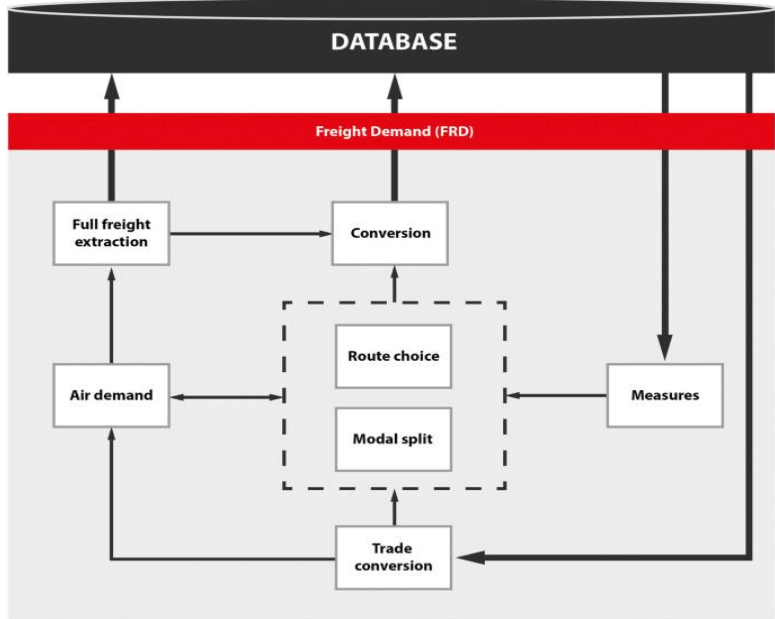 DATABASE
Freight Demand (FRD)
Full freight
extraction
Conversion
Route choice
Air demand
Measures
Modal split
Trade
conversion